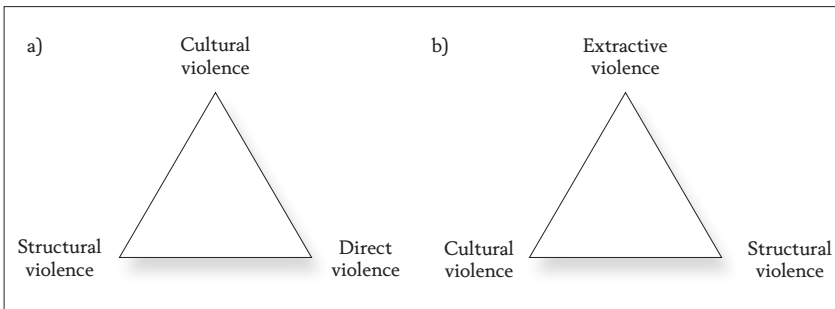 a)
Cultural
violence
Structural
violence
Direct
violence
b)
Extractive
violence
Cultural
violence
Structural
violence